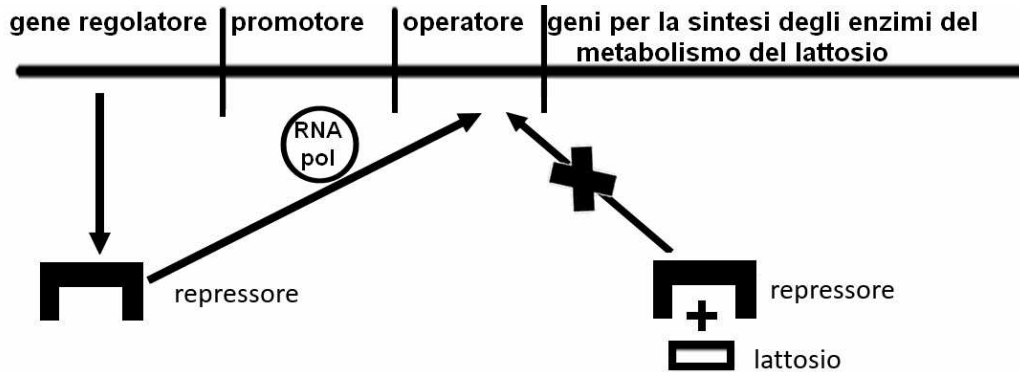 gene regolatore promotore operatore geni per la sintesi degli enzimi del
metabolismo del lattosio
RNA
pol
repressore
repressore
+
lattosio